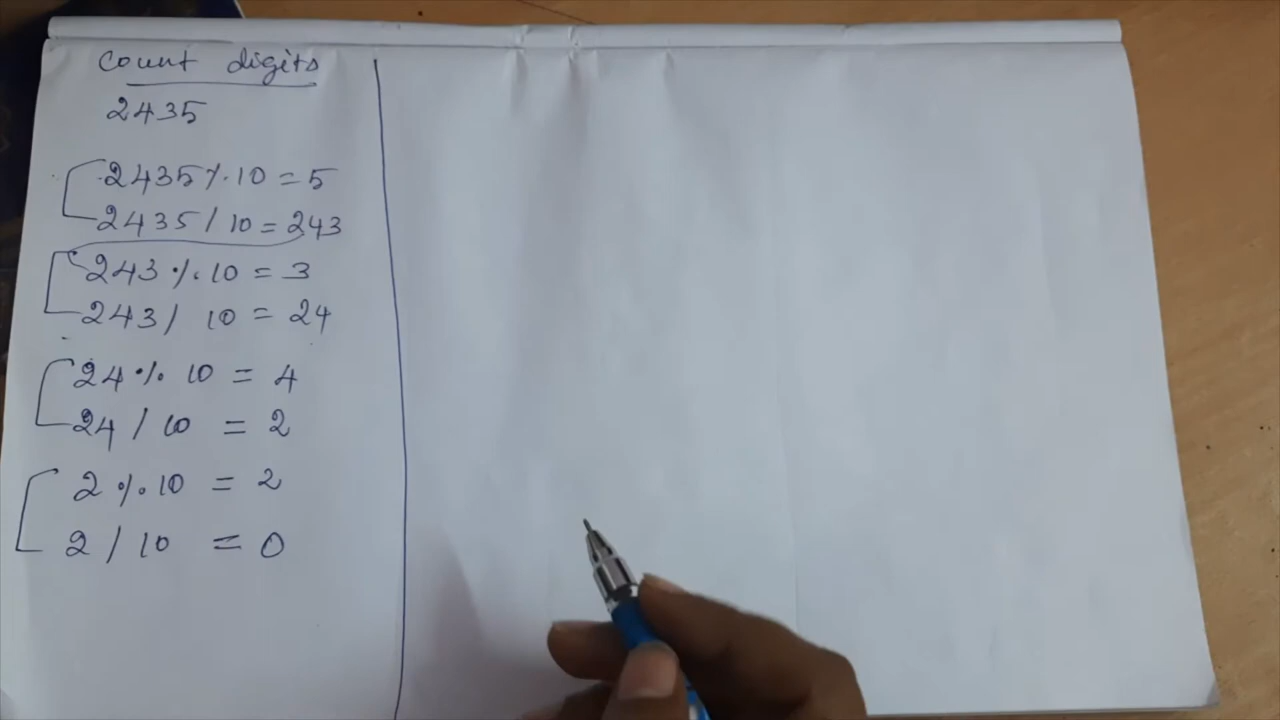 Count digits
2435
2435 % 10 = 5
2435 / 10 = 243
243 % 10 = 3
243 / 10 = 24
24 % 10 = 4
24 / 10 = 2
2 % 10 = 2
2 / 10 = 0